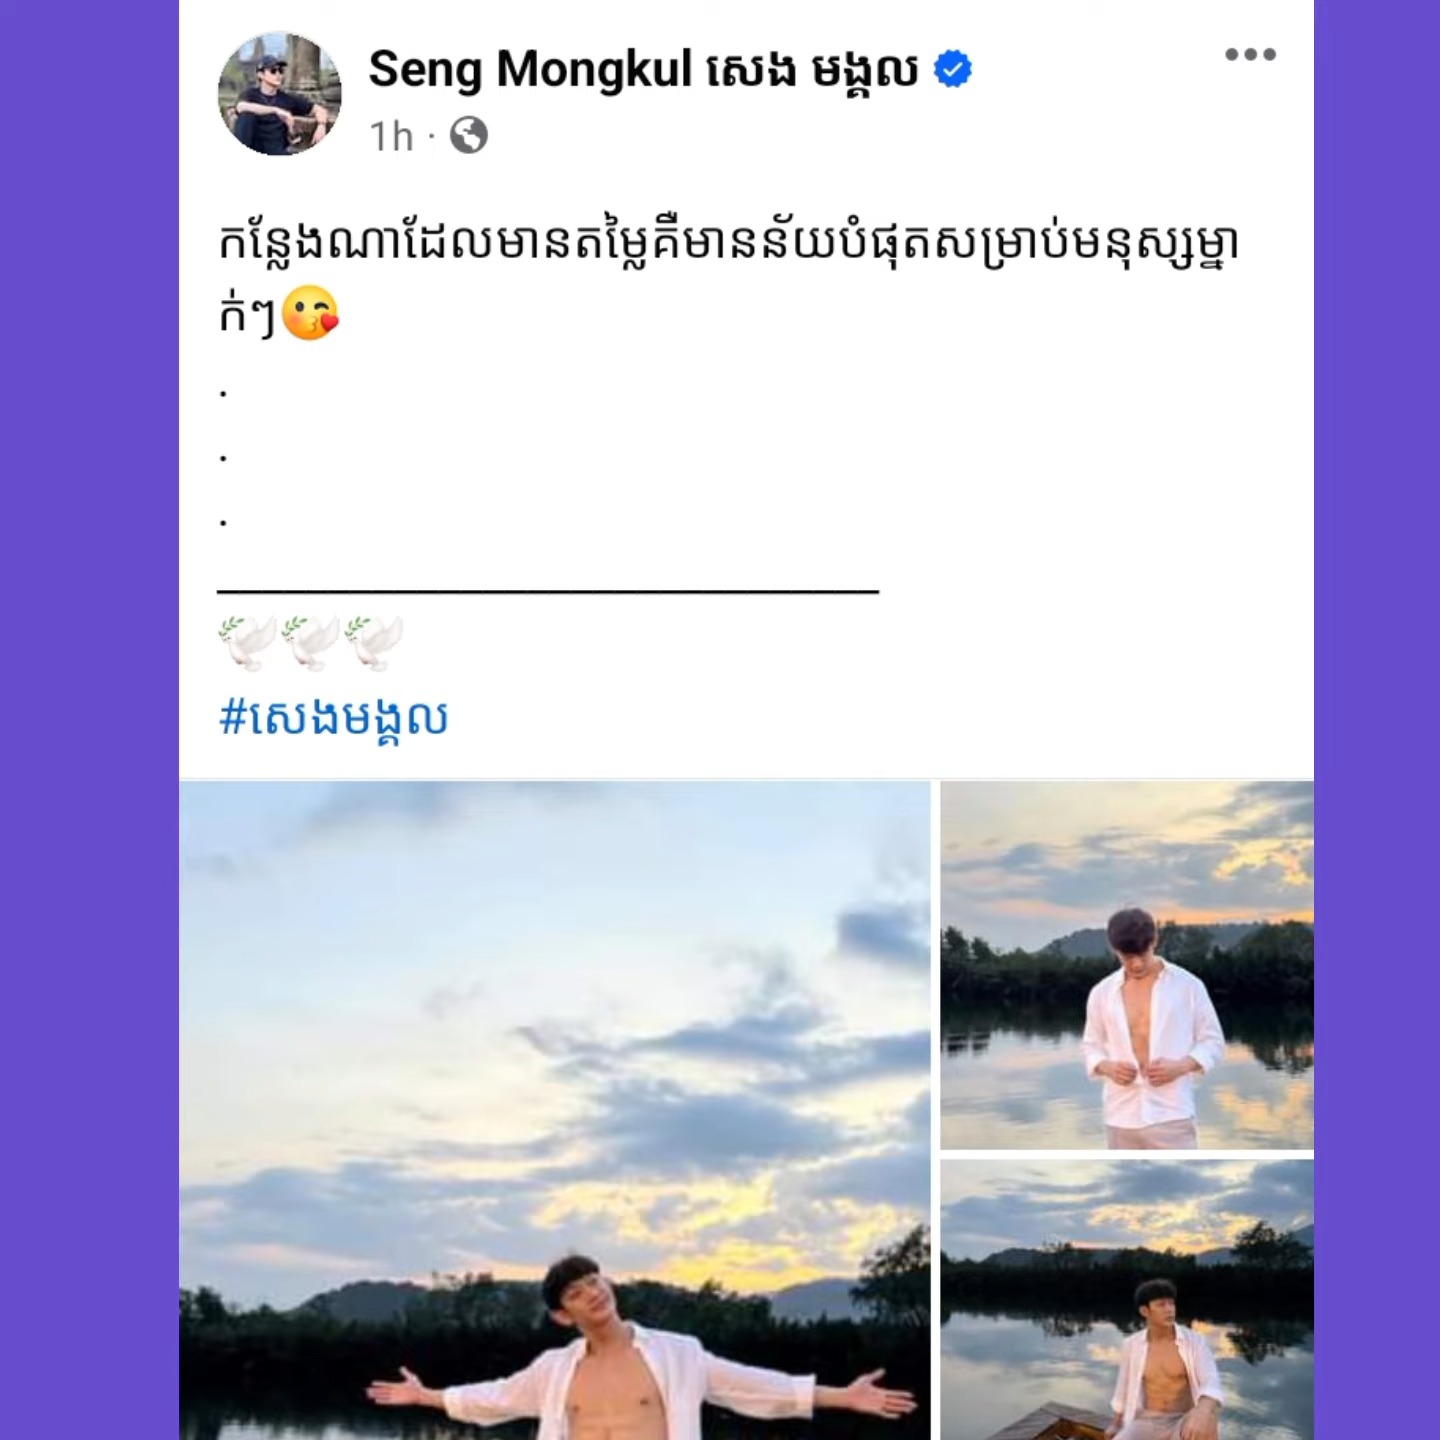 Seng Mongkul សេង មង្គល
1h ·
កន្លែងណាដែលមានតម្លៃគឺមានន័យបំផុតសម្រាប់មនុស្សម្នា
ក់ៗ😘
.
.
.
______________________________
🕊️🕊️🕊️
#សេងមង្គល